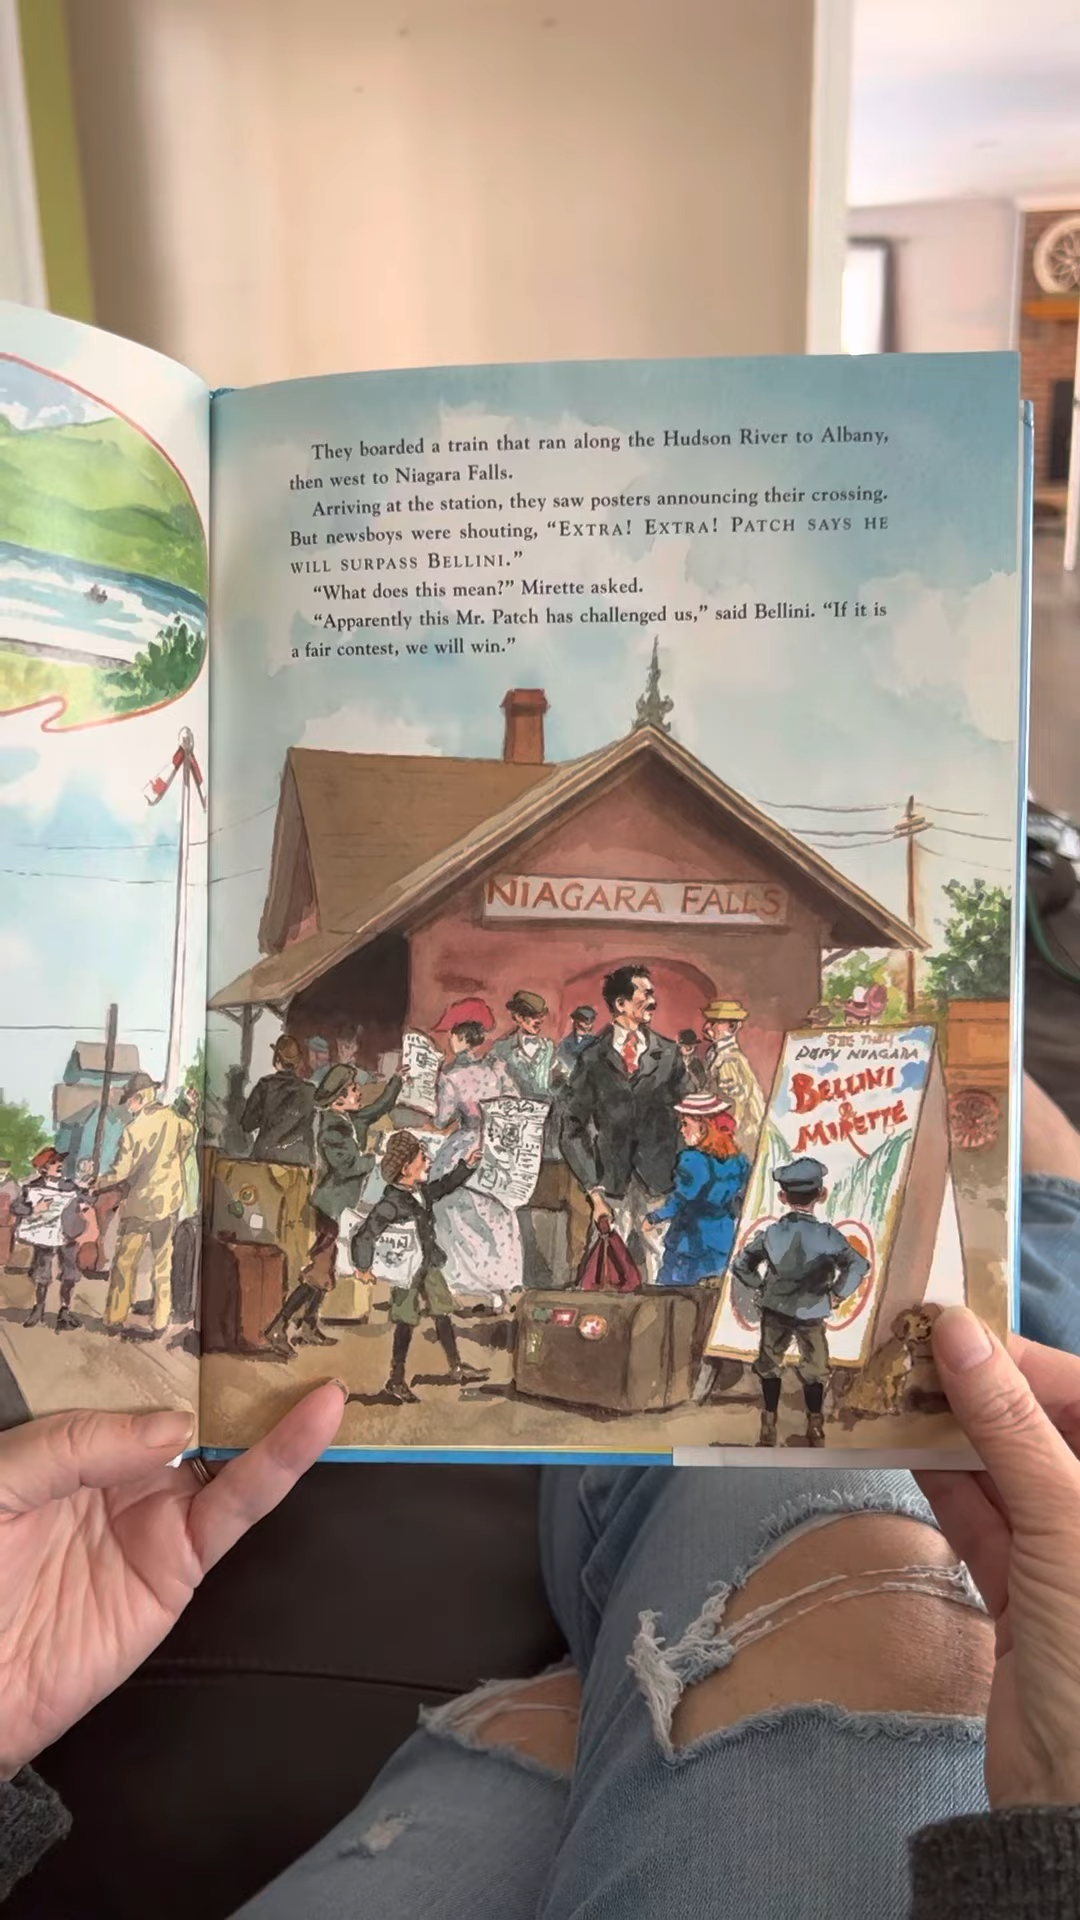 They boarded a train that ran along the Hudson River to Albany,
then west to Niagara Falls.
Arriving at the station, they saw posters announcing their crossing.
But newsboys were shouting, “EXTRA! EXTRA! PATCH SAYS HE
WILL SURPASS BELLINI.”
“What does this mean?” Mirette asked.
“Apparently this Mr. Patch has challenged us,” said Bellini. “If it is
a fair contest, we will win.”
NIAGARA FALLS
SEE THEM
DEFY NIAGARA
BELLINI
&
MIRETTE